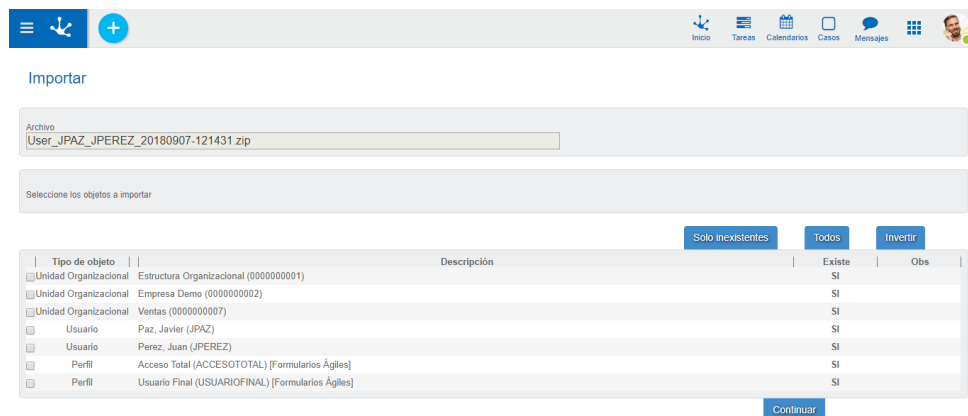 Inicio Tareas Calendarios Casos Mensajes
Importar
Archivo
User_JPAZ_JPEREZ_20180907-121431.zip
Seleccione los objetos a importar
Solo inexistentes Todos Invertir
Tipo de objeto Descripción Existe Obs
Unidad Organizacional Estructura Organizacional (0000000001) SI
Unidad Organizacional Empresa Demo (0000000002) SI
Unidad Organizacional Ventas (0000000007) SI
Usuario Paz, Javier (JPAZ) SI
Usuario Perez, Juan (JPEREZ) SI
Perfil Acceso Total (ACCESOTOTAL) [Formularios Ágiles] SI
Perfil Usuario Final (USUARIOFINAL) [Formularios Ágiles] SI
Continuar